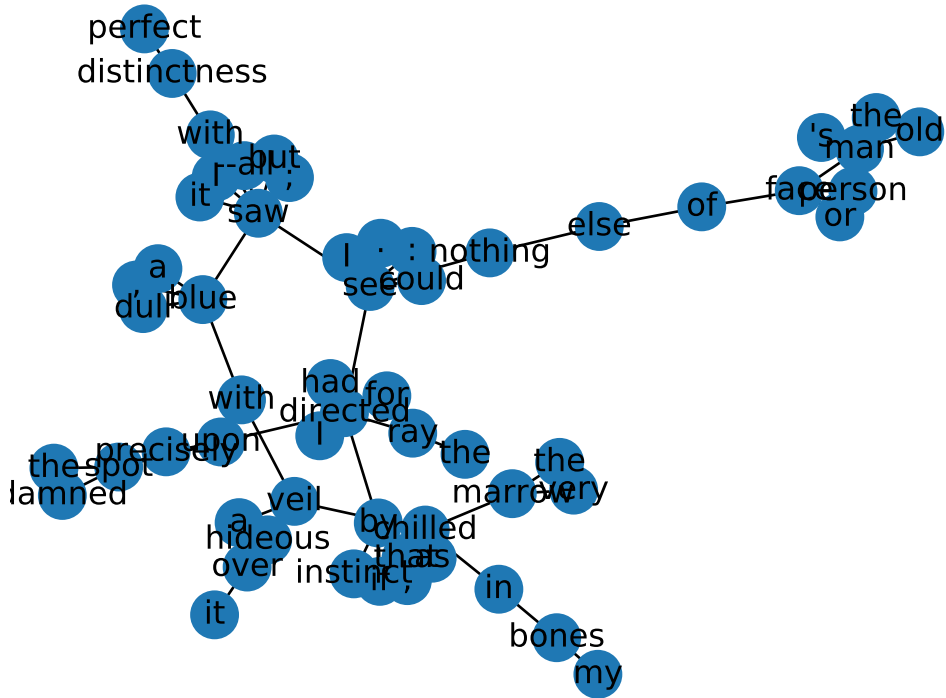 perfect
distinctness
with
--all
but
I
;
it
saw
the
's
old
man
face
person
or
of
else
nothing
I
.
:
could
see
a
,
dull
blue
had
for
with
directed
I
ray
the
upon
precisely
the
spot
damned
the
marrow
very
veil
a
by
chilled
hideous
that
as
over
instinct
if
,
in
it
bones
my